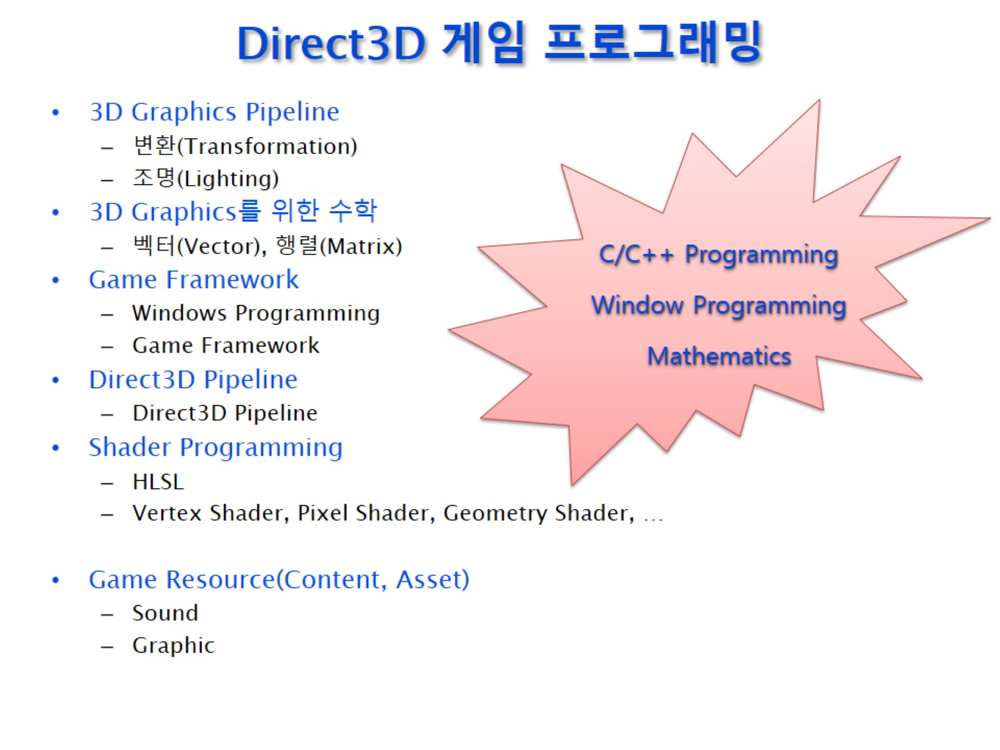 Direct3D 게임 프로그래밍
• 3D Graphics Pipeline
– 변환(Transformation)
– 조명(Lighting)
• 3D Graphics를 위한 수학
– 벡터(Vector), 행렬(Matrix)
• Game Framework
– Windows Programming
– Game Framework
• Direct3D Pipeline
– Direct3D Pipeline
• Shader Programming
– HLSL
– Vertex Shader, Pixel Shader, Geometry Shader, …
• Game Resource(Content, Asset)
– Sound
– Graphic
C/C++ Programming
Window Programming
Mathematics